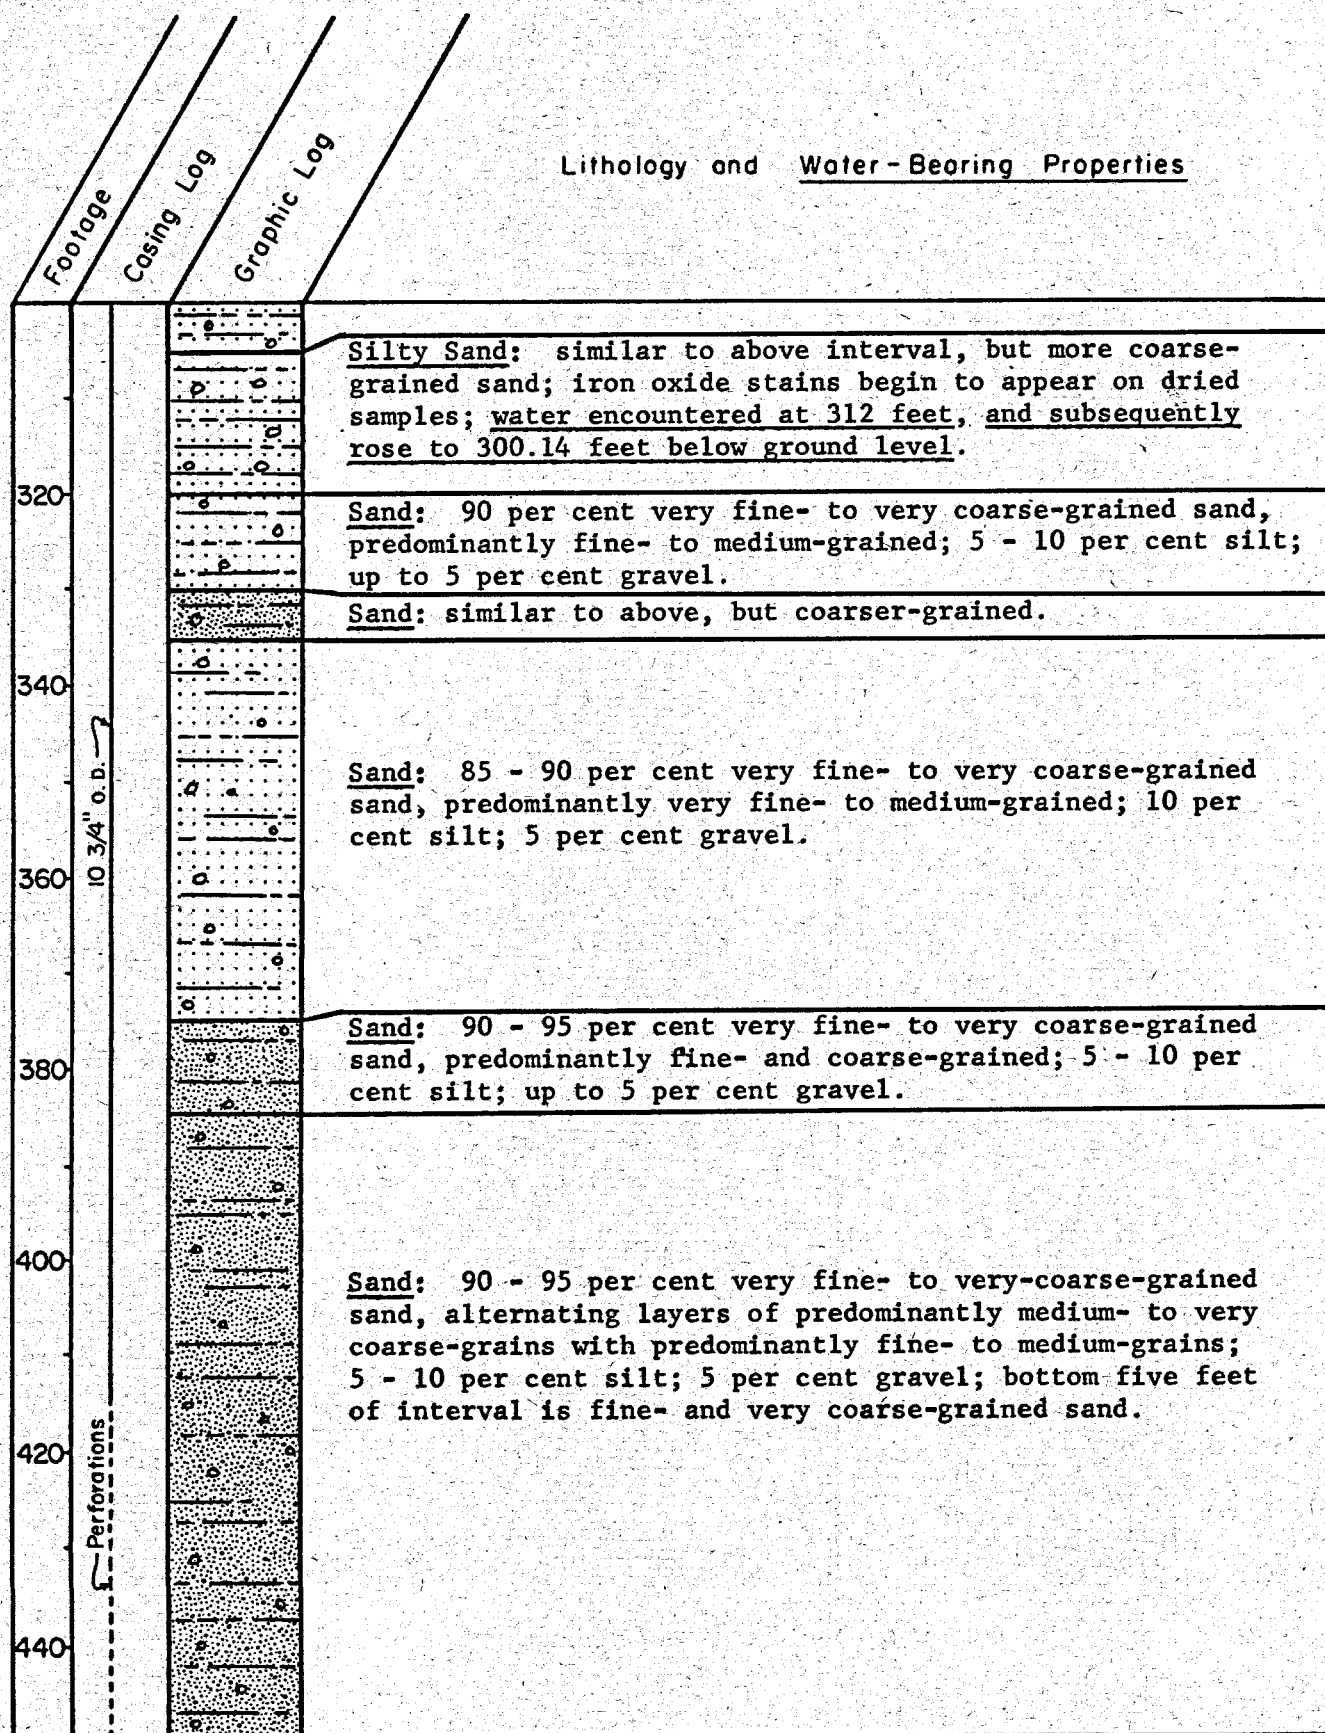 Footage
Casing Log
Graphic Log
Lithology and Water-Bearing Properties
Silty Sand: similar to above interval, but more coarse-
grained sand; iron oxide stains begin to appear on dried
samples; water encountered at 312 feet, and subsequently
rose to 300.14 feet below ground level.
320
Sand: 90 per cent very fine- to very coarse-grained sand,
predominantly fine- to medium-grained; 5 - 10 per cent silt;
up to 5 per cent gravel.
Sand: similar to above, but coarser-grained.
340
10 3/4" O.D.
Sand: 85 - 90 per cent very fine- to very coarse-grained
sand, predominantly very fine- to medium-grained; 10 per
cent silt; 5 per cent gravel.
360
Sand: 90 - 95 per cent very fine- to very coarse-grained
sand, predominantly fine- and coarse-grained; 5 - 10 per
cent silt; up to 5 per cent gravel.
380
400
Sand: 90 - 95 per cent very fine- to very-coarse-grained
sand, alternating layers of predominantly medium- to very
coarse-grains with predominantly fine- to medium-grains;
5 - 10 per cent silt; 5 per cent gravel; bottom five feet
of interval is fine- and very coarse-grained sand.
420
Perforations
440